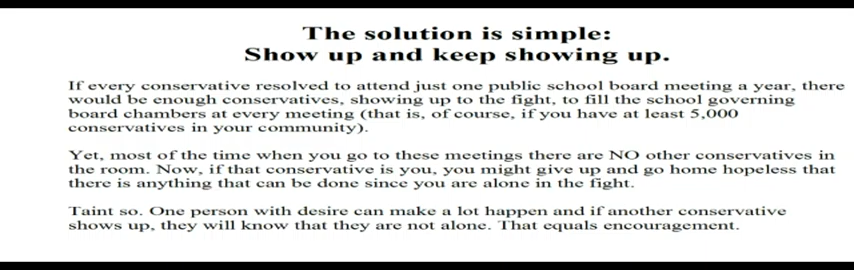 The solution is simple:
Show up and keep showing up.
If every conservative resolved to attend just one public school board meeting a year, there
would be enough conservatives, showing up to the fight, to fill the school governing
board chambers at every meeting (that is, of course, if you have at least 5,000
conservatives in your community).
Yet, most of the time when you go to these meetings there are NO other conservatives in
the room. Now, if that conservative is you, you might give up and go home hopeless that
there is anything that can be done since you are alone in the fight.
Taint so. One person with desire can make a lot happen and if another conservative
shows up, they will know that they are not alone. That equals encouragement.